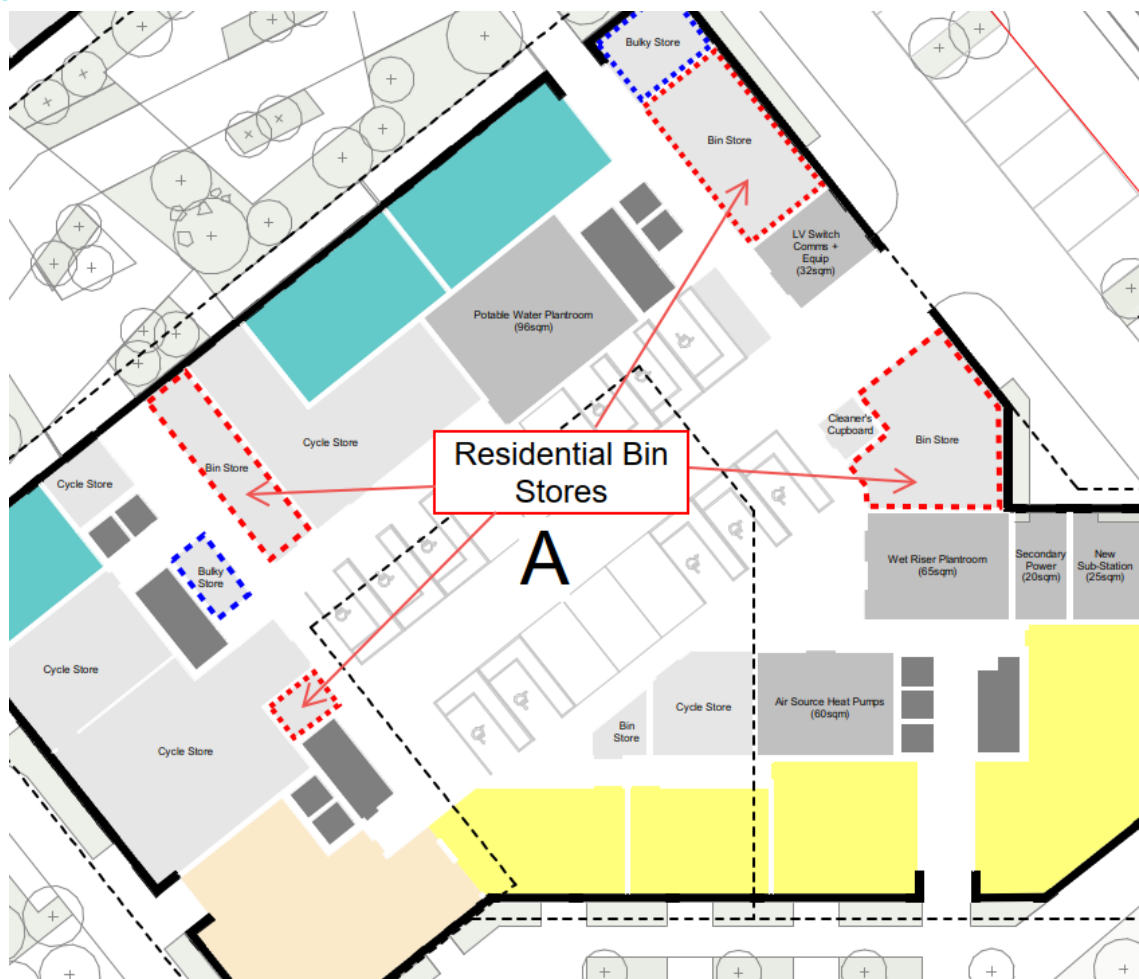 Bulky Store
Bin Store
LV Switch
Comms +
Equip
(32sqm)
Potable Water Plantroom
(96sqm)
Cycle Store
Bin Store
Cycle Store
Bulky
Store
Residential Bin
Stores
A
Cleaner's
Cupboard
Bin Store
Wet Riser Plantroom
(65sqm)
Secondary
Power
(20sqm)
New
Sub-Station
(25sqm)
Cycle Store
Cycle Store
Bin
Store
Cycle Store
Air Source Heat Pumps
(60sqm)